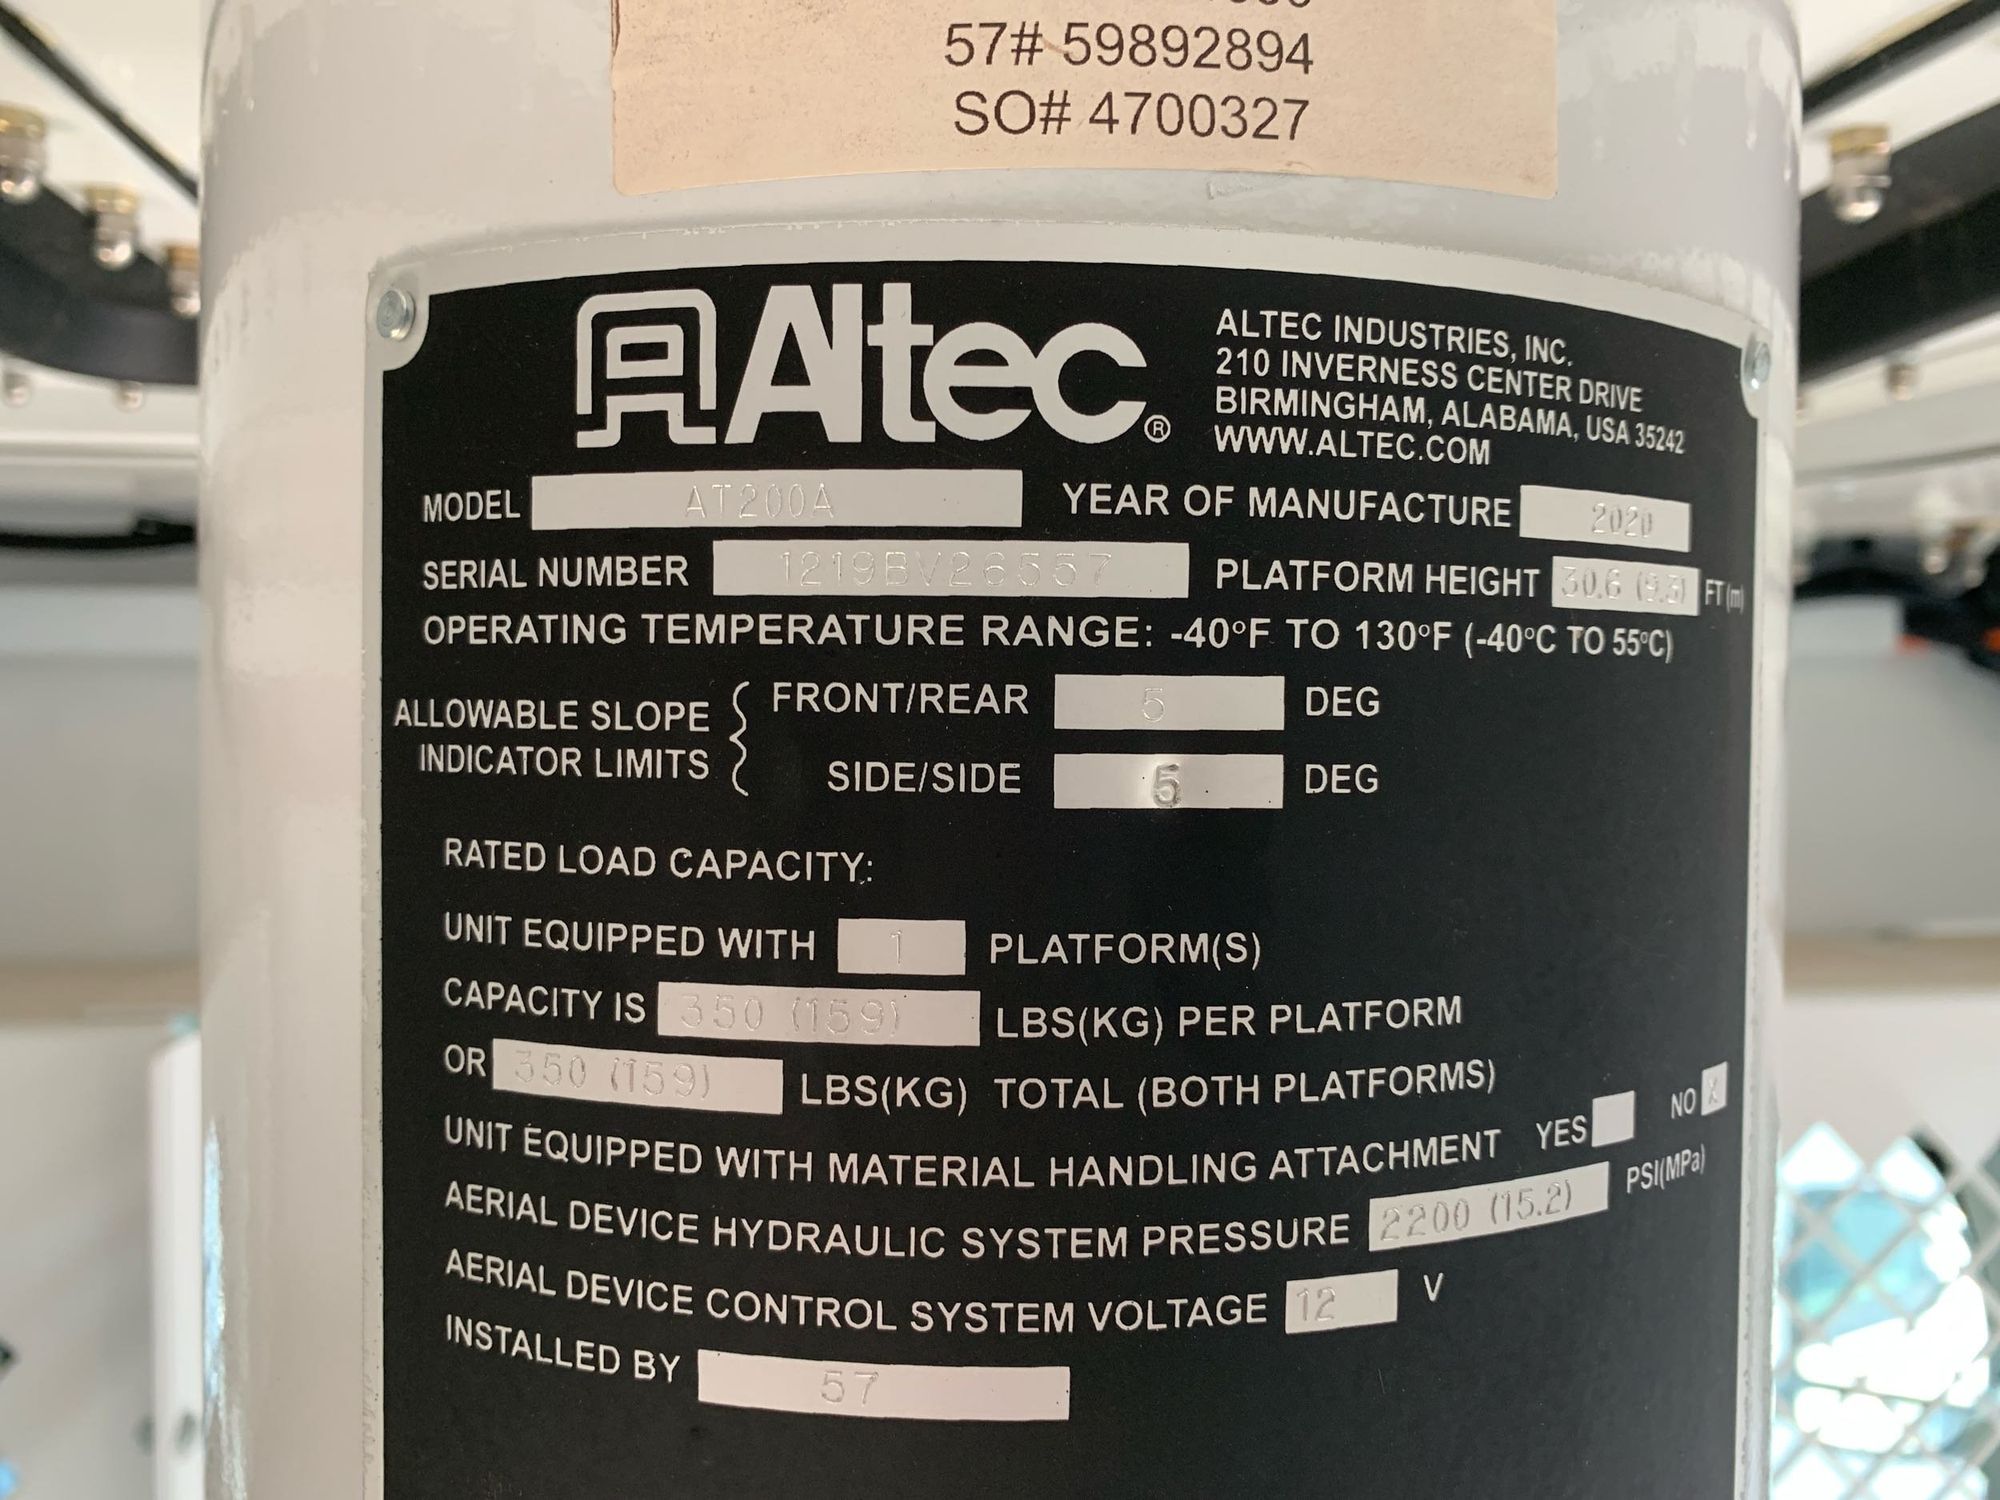 57# 59892894
SO# 4700327
Altec®
ALTEC INDUSTRIES, INC.
210 INVERNESS CENTER DRIVE
BIRMINGHAM, ALABAMA, USA 35242
WWW.ALTEC.COM
MODEL AT200A YEAR OF MANUFACTURE 2020
SERIAL NUMBER 1219BV26557 PLATFORM HEIGHT 30.6 (9.3) FT (m)
OPERATING TEMPERATURE RANGE: -40°F TO 130°F (-40°C TO 55°C)
ALLOWABLE SLOPE INDICATOR LIMITS
FRONT/REAR 5 DEG
SIDE/SIDE 5 DEG
RATED LOAD CAPACITY:
UNIT EQUIPPED WITH 1 PLATFORM(S)
CAPACITY IS 350 (159) LBS(KG) PER PLATFORM
OR 350 (159) LBS(KG) TOTAL (BOTH PLATFORMS)
UNIT EQUIPPED WITH MATERIAL HANDLING ATTACHMENT YES NO X
AERIAL DEVICE HYDRAULIC SYSTEM PRESSURE 2200 (15.2) PSI(MPa)
AERIAL DEVICE CONTROL SYSTEM VOLTAGE 12 V
INSTALLED BY 57